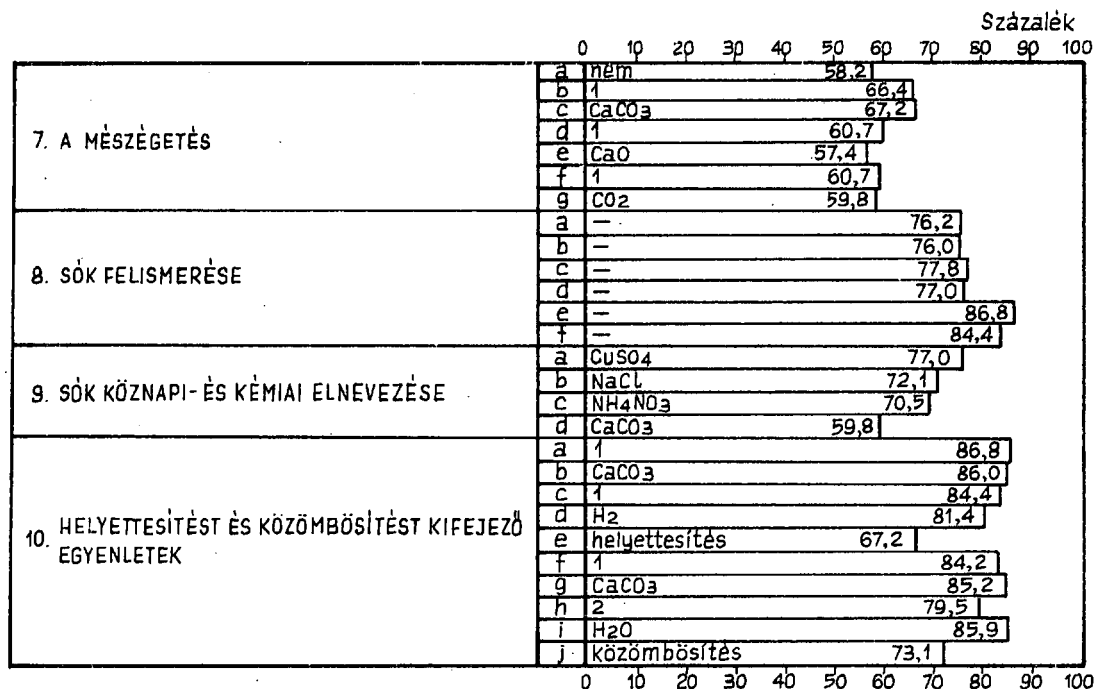 Százalék
0 10 20 30 40 50 60 70 80 90 100
7. A MÉSZÉGETÉS
a nem 58,2
b 1 66,4
c CaCO3 67,2
d 1 60,7
e CaO 57,4
f 1 60,7
g CO2 59,8
8. SÓK FELISMERÉSE
a — 76,2
b — 76,0
c — 77,8
d — 77,0
e — 86,8
f — 84,4
9. SÓK KÖZNAPI- ÉS KÉMIAI ELNEVEZÉSE
a CuSO4 77,0
b NaCl 72,1
c NH4NO3 70,5
d CaCO3 59,8
10. HELYETTESÍTÉST ÉS KÖZÖMBÖSÍTÉST KIFEJEZŐ
EGYENLETEK
a 1 86,8
b CaCO3 86,0
c 1 84,4
d H2 81,4
e helyettesítés 67,2
f 1 84,2
g CaCO3 85,2
h 2 79,5
i H2O 85,9
j közömbösítés 73,1
0 10 20 30 40 50 60 70 80 90 100